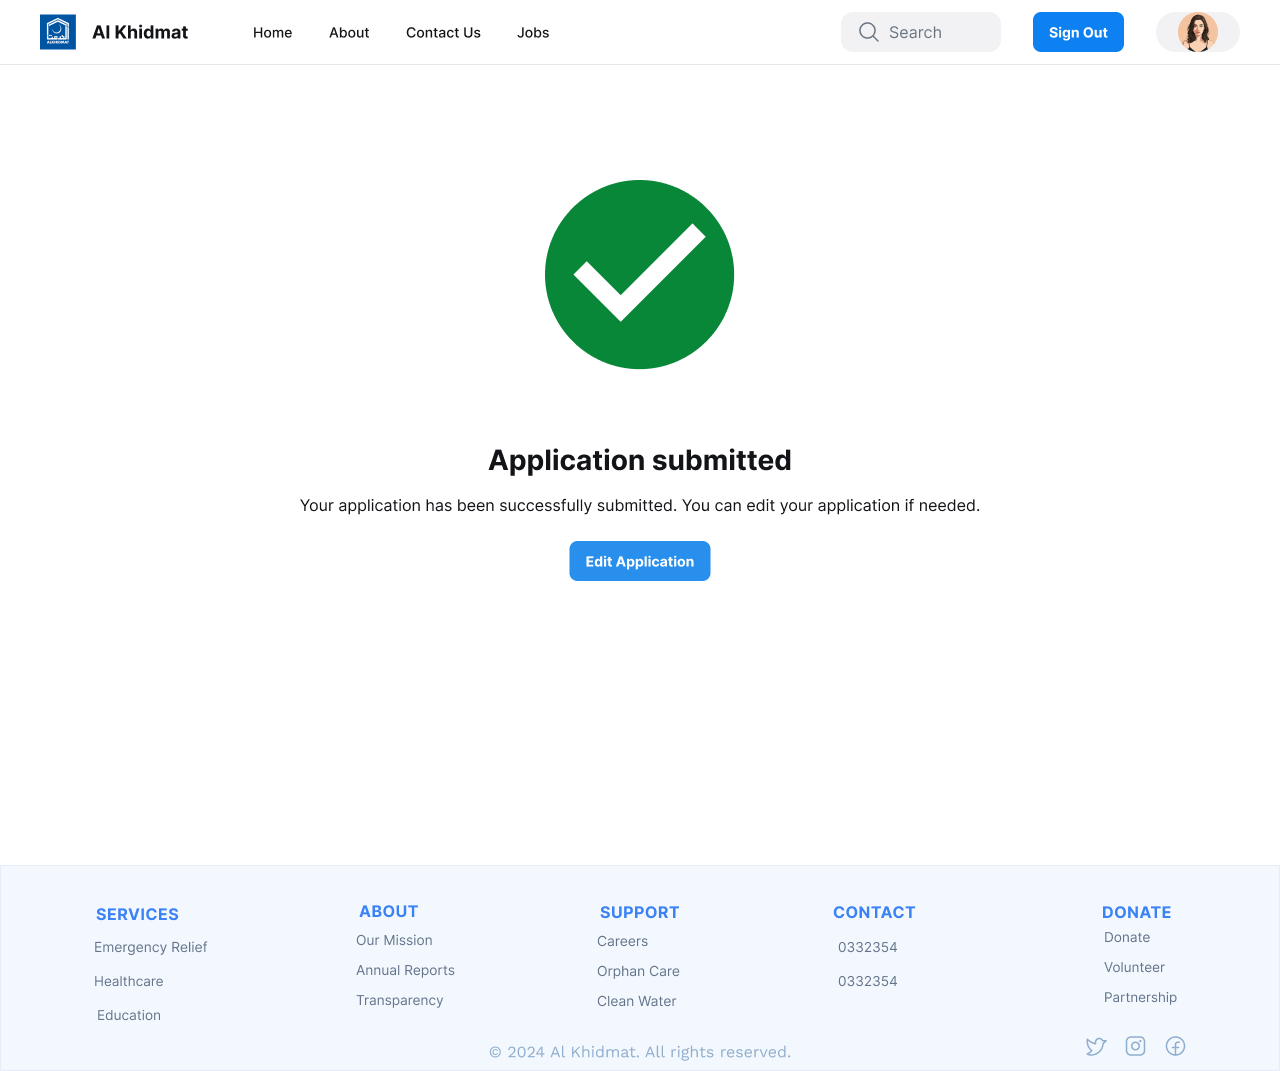 ALKHIDMAT
Al Khidmat
Home
About
Contact Us
Jobs
Search
Sign Out
Application submitted
Your application has been successfully submitted. You can edit your application if needed.
Edit Application
SERVICES
Emergency Relief
Healthcare
Education
ABOUT
Our Mission
Annual Reports
Transparency
SUPPORT
Careers
Orphan Care
Clean Water
CONTACT
0332354
0332354
DONATE
Donate
Volunteer
Partnership
© 2024 Al Khidmat. All rights reserved.